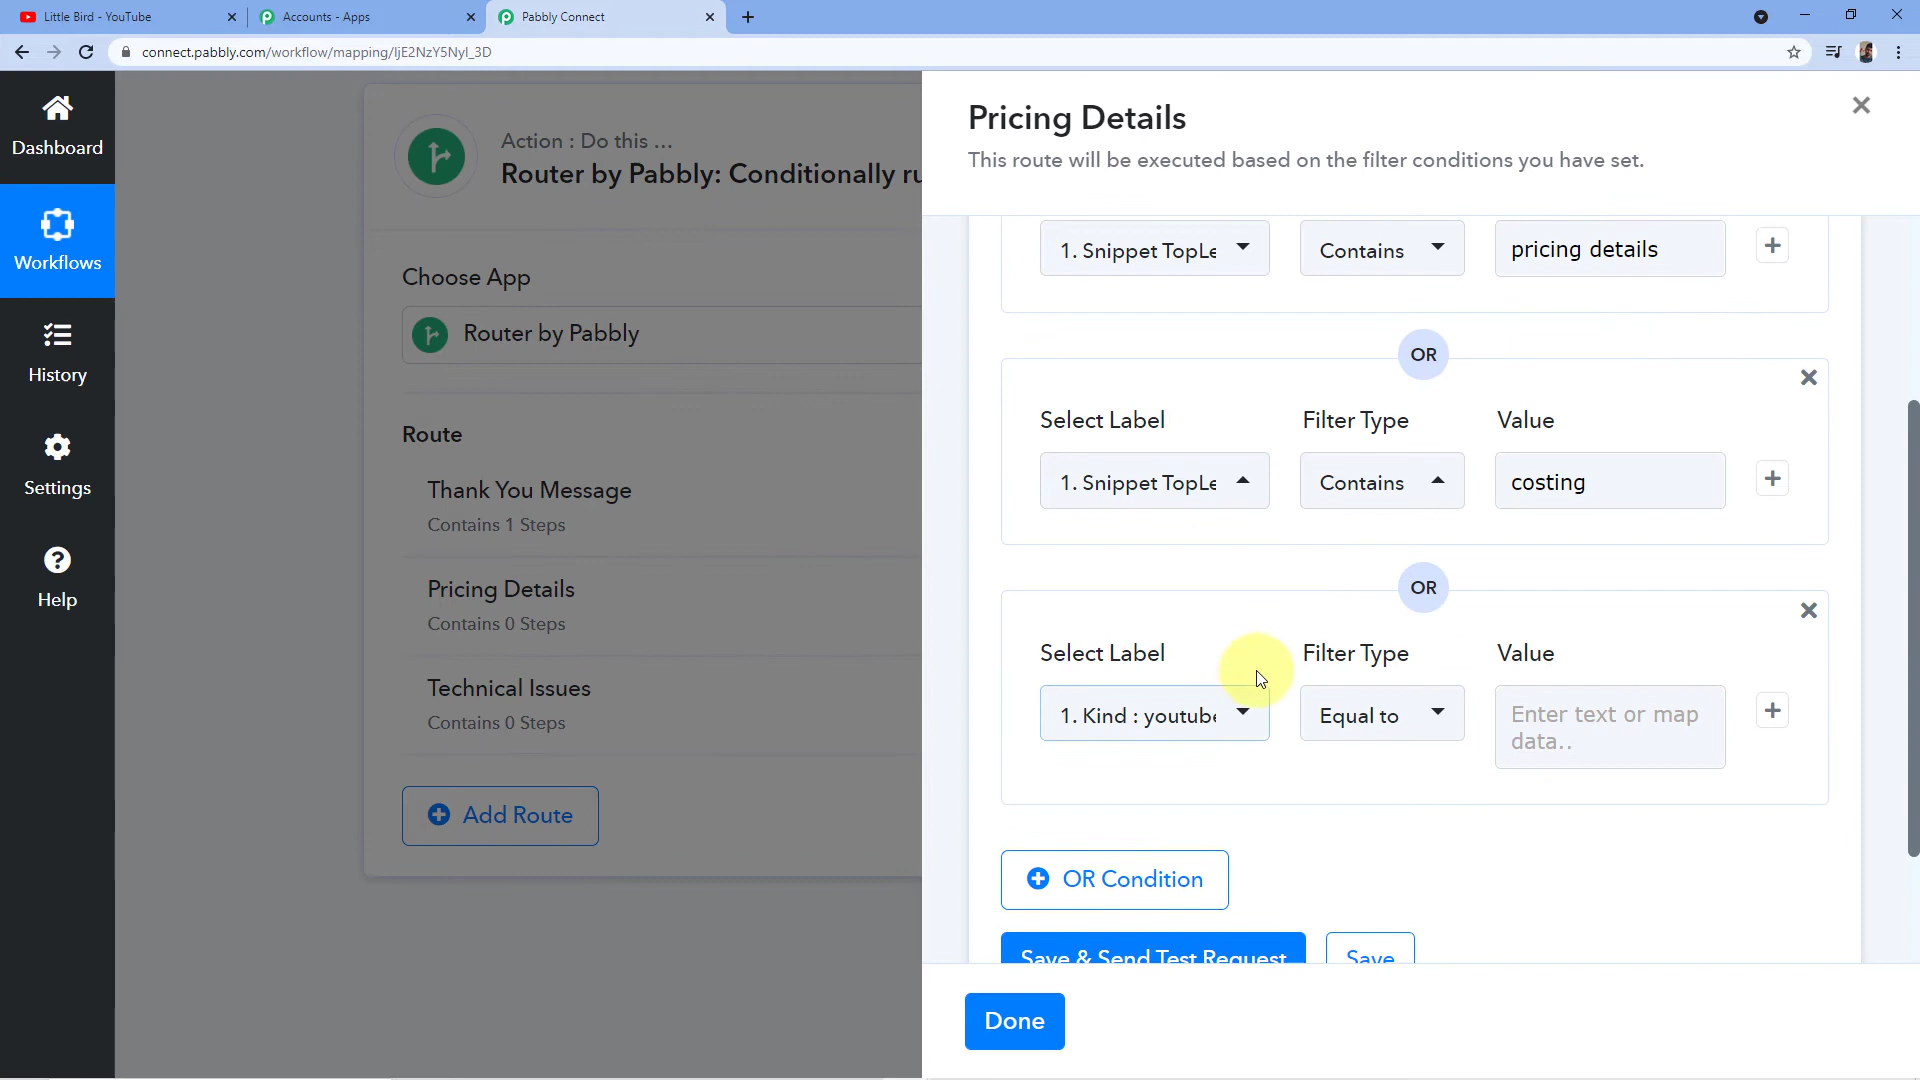 Little Bird - YouTube
Accounts - Apps
Pabbly Connect
connect.pabbly.com/workflow/mapping/IjE2NzY5NyI_3D
Dashboard
Workflows
History
Settings
Help
Action : Do this ...
Router by Pabbly: Conditionally ru
Choose App
Router by Pabbly
Route
Thank You Message
Contains 1 Steps
Pricing Details
Contains 0 Steps
Technical Issues
Contains 0 Steps
Add Route
Pricing Details
This route will be executed based on the filter conditions you have set.
1. Snippet TopLe
Contains
pricing details
OR
Select Label
Filter Type
Value
1. Snippet TopLe
Contains
costing
OR
Select Label
Filter Type
Value
1. Kind : youtube
Equal to
Enter text or map
data..
OR Condition
Save & Send Test Request
Save
Done